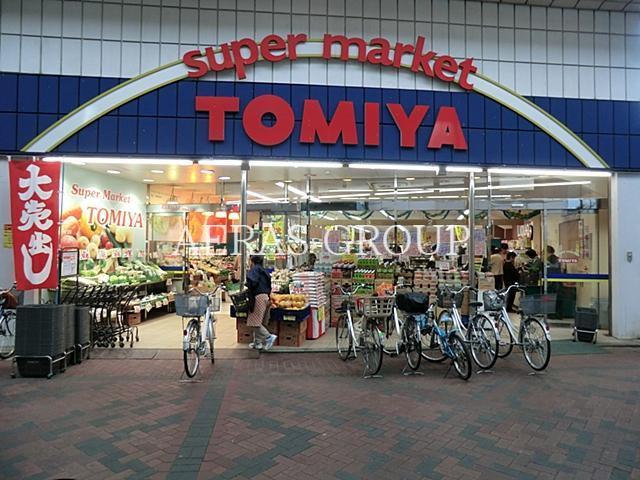 super market
TOMIYA
大売出し
Super Market
TOMIYA
AERAS GROUP